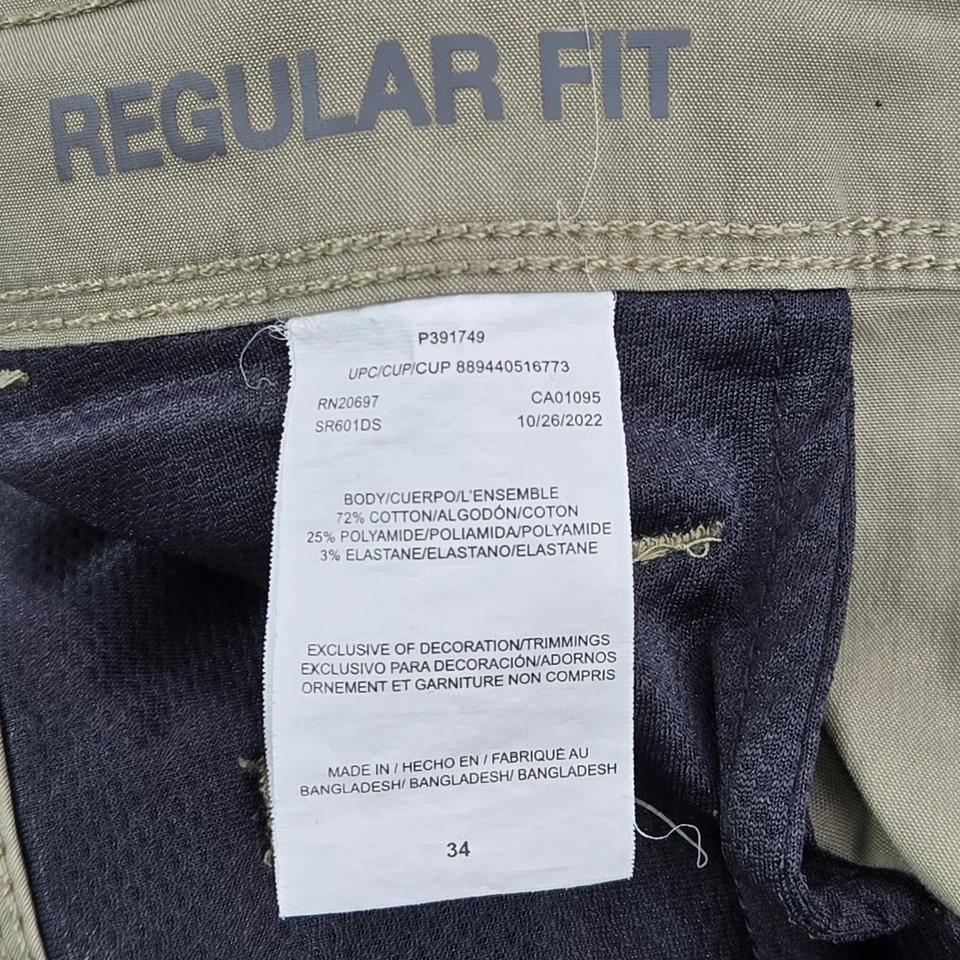 REGULAR FIT
P391749
UPC/CUP/CUP 889440516773
RN20697 CA01095
SR601DS 10/26/2022
BODY/CUERPO/L'ENSEMBLE
72% COTTON/ALGODÓN/COTON
25% POLYAMIDE/POLIAMIDA/POLYAMIDE
3% ELASTANE/ELASTANO/ELASTANE
EXCLUSIVE OF DECORATION/TRIMMINGS
EXCLUSIVO PARA DECORACIÓN/ADORNOS
ORNEMENT ET GARNITURE NON COMPRIS
MADE IN / HECHO EN / FABRIQUÉ AU
BANGLADESH/ BANGLADESH/ BANGLADESH
34